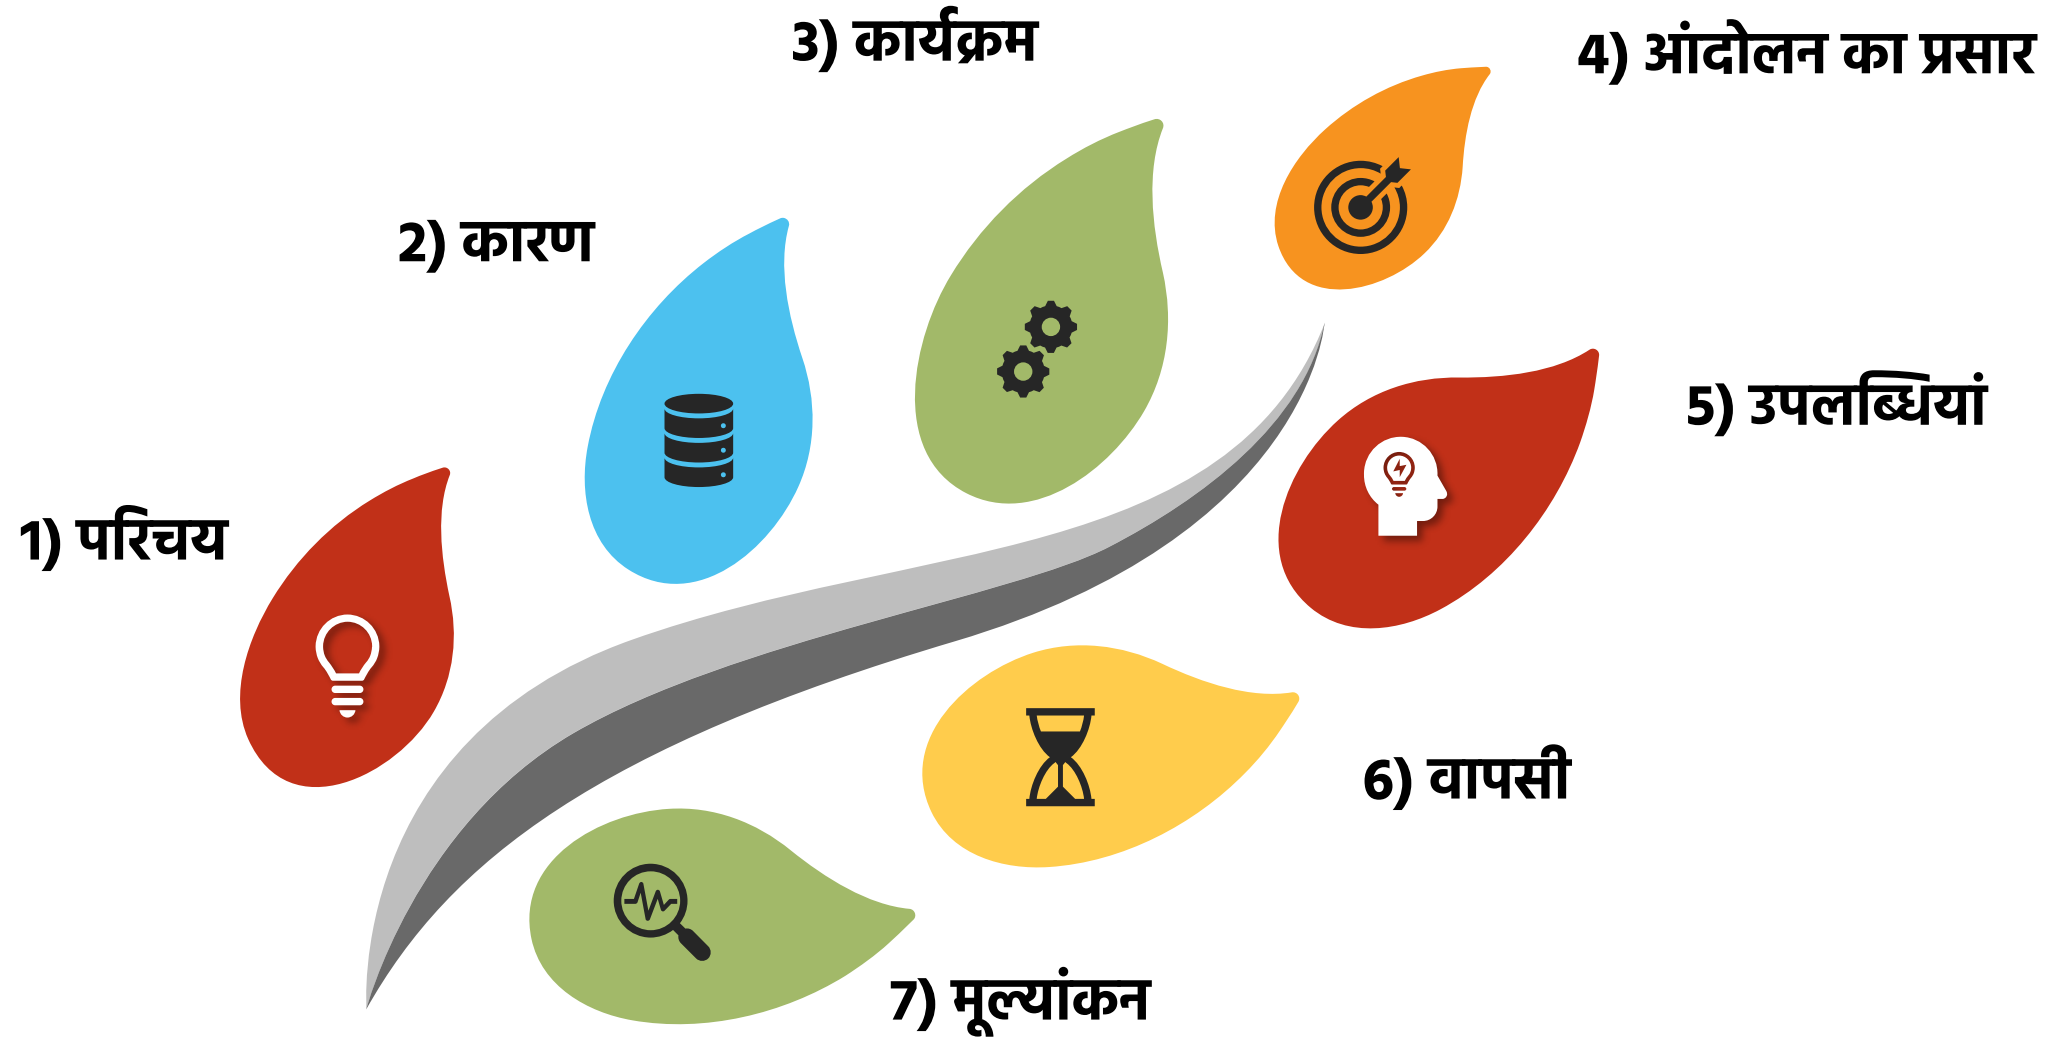 1) परिचय
2) कारण
3) कार्यक्रम
4) आंदोलन का प्रसार
5) उपलब्धियां
6) वापसी
7) मूल्यांकन